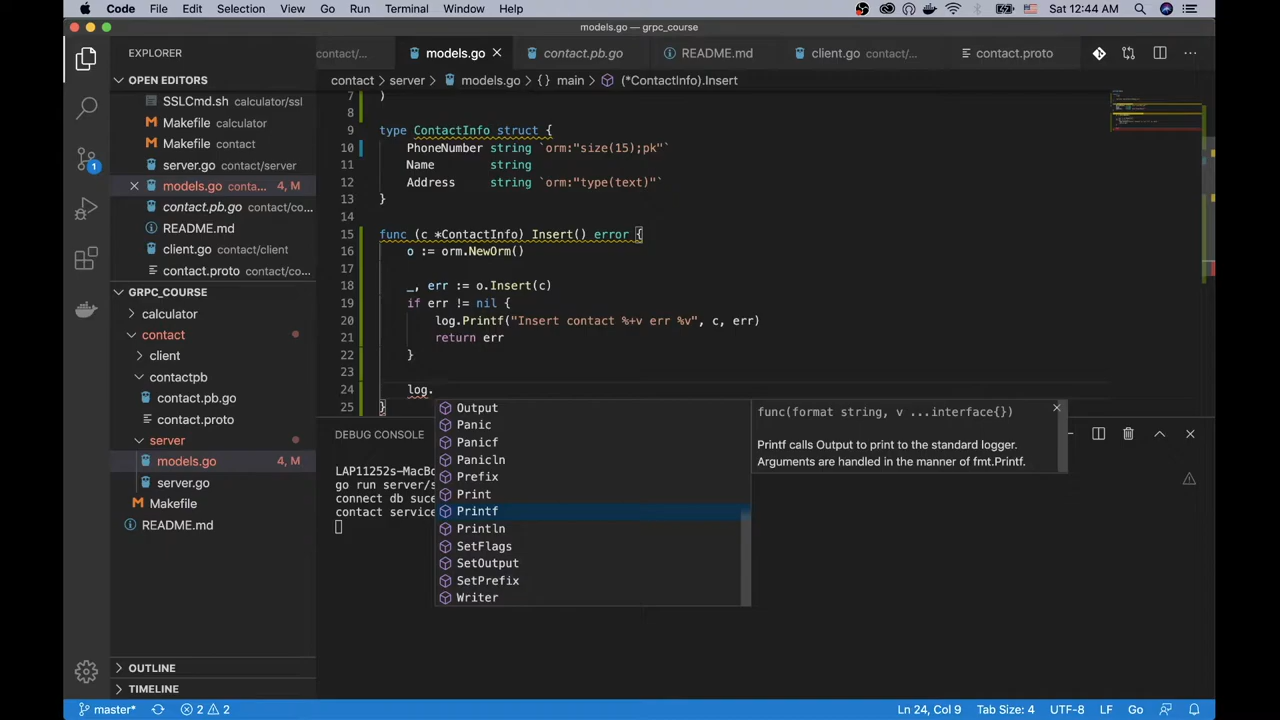 Code File Edit Selection View Go Run Terminal Window Help
Sat 12:44 AM
models.go — grpc_course
EXPLORER
contact/
models.go
contact.pb.go
README.md
client.go contact/...
contact.proto
OPEN EDITORS
contact > server > models.go > {} main > (*ContactInfo).Insert
SSLCmd.sh calculator/ssl
Makefile calculator
Makefile contact
server.go contact/server
models.go conta... 4, M
contact.pb.go contact/co...
README.md
client.go contact/client
contact.proto contact/co...
GRPC_COURSE
calculator
contact
client
contactpb
contact.pb.go
contact.proto
server
models.go 4, M
server.go
Makefile
README.md
OUTLINE
TIMELINE
1
7 )
8
9 type ContactInfo struct {
10 PhoneNumber string `orm:"size(15);pk"`
11 Name string
12 Address string `orm:"type(text)"`
13 }
14
15 func (c *ContactInfo) Insert() error {
16 o := orm.NewOrm()
17
18 _, err := o.Insert(c)
19 if err != nil {
20 log.Printf("Insert contact %+v err %v", c, err)
21 return err
22 }
23
24 log.
25 }
Output
Panic
Panicf
Panicln
Prefix
Print
Printf
Println
SetFlags
SetOutput
SetPrefix
Writer
func(format string, v ...interface{})
Printf calls Output to print to the standard logger.
Arguments are handled in the manner of fmt.Printf.
DEBUG CONSOLE
LAP11252s-MacBo
go run server/s
connect db suce
contact service
master*
2 2
Ln 24, Col 9
Tab Size: 4
UTF-8
LF
Go